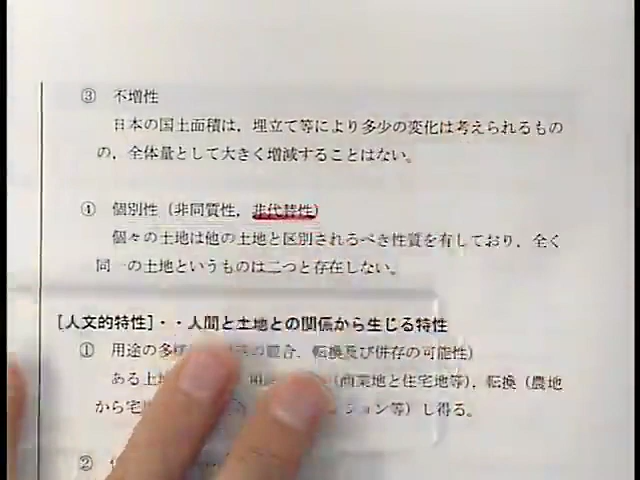 ③ 不増性
日本の国土面積は，埋立て等により多少の変化は考えられるもの
の，全体量として大きく増減することはない。
④ 個別性（非同質性，非代替性）
個々の土地は他の土地と区別されるべき性質を有しており，全く
同一の土地というものは二つと存在しない。
［人文的特性］・・人間と土地との関係から生じる特性
① 用途の多 転換及び併存の可能性）
ある土地 （商業地と住宅地等），転換（農地
から宅 ション等）し得る。
②